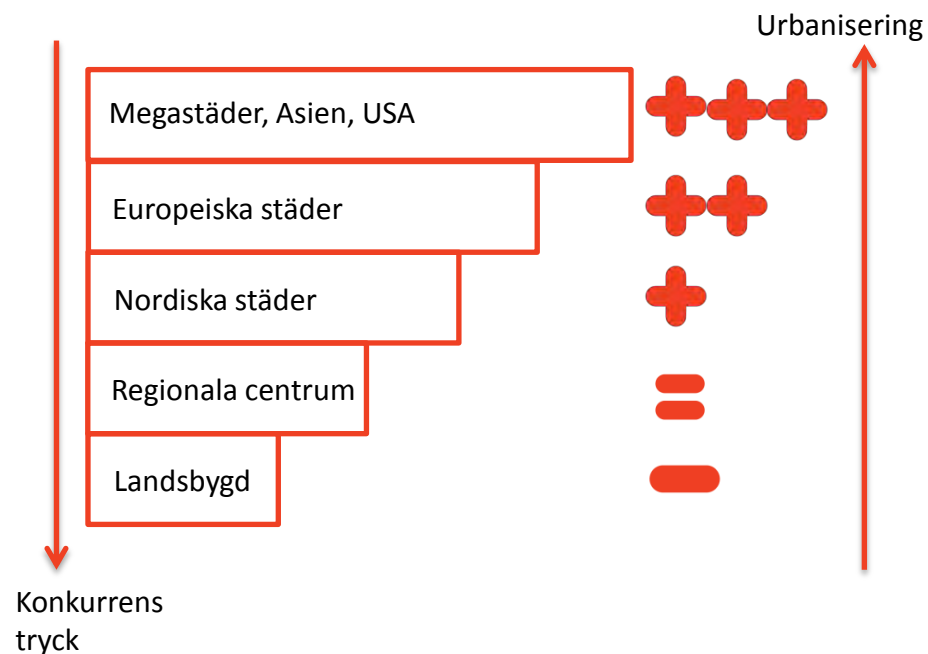 Urbanisering
Megastäder, Asien, USA
Europeiska städer
Nordiska städer
Regionala centrum
Landsbygd
Konkurrens
tryck